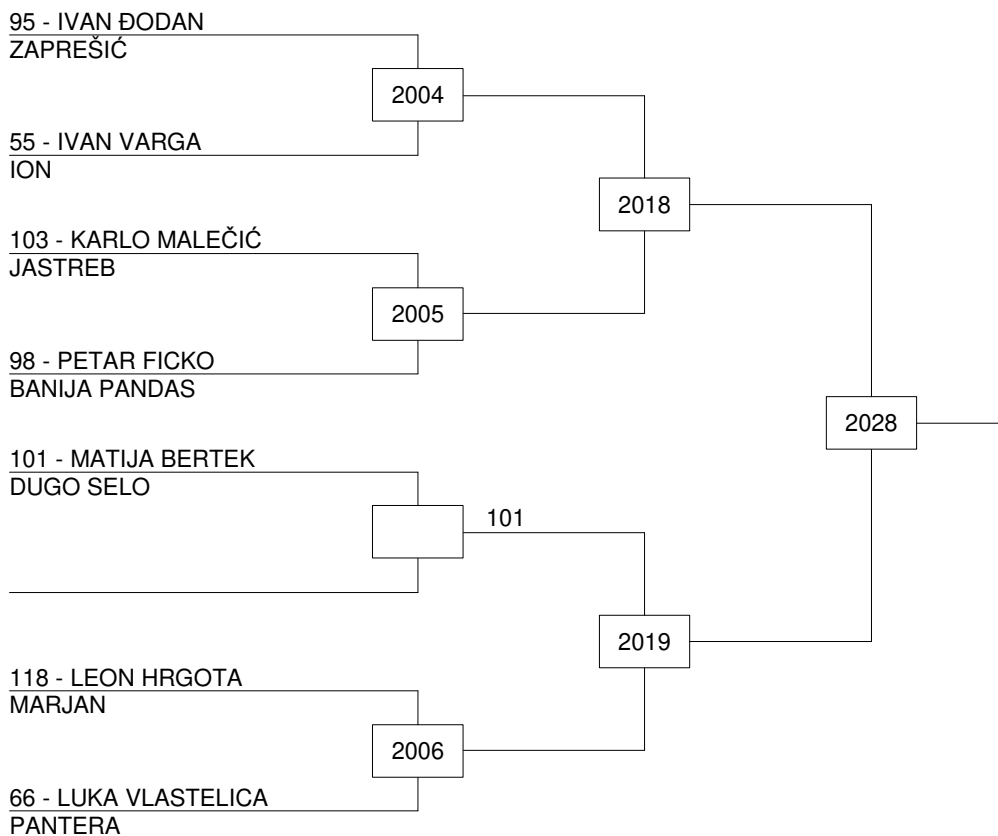 95 - IVAN ĐODAN
ZAPREŠIĆ
2004
55 - IVAN VARGA
ION
2018
103 - KARLO MALEČIĆ
JASTREB
2005
98 - PETAR FICKO
BANIJA PANDAS
2028
101 - MATIJA BERTEK
DUGO SELO
101
2019
118 - LEON HRGOTA
MARJAN
2006
66 - LUKA VLASTELICA
PANTERA